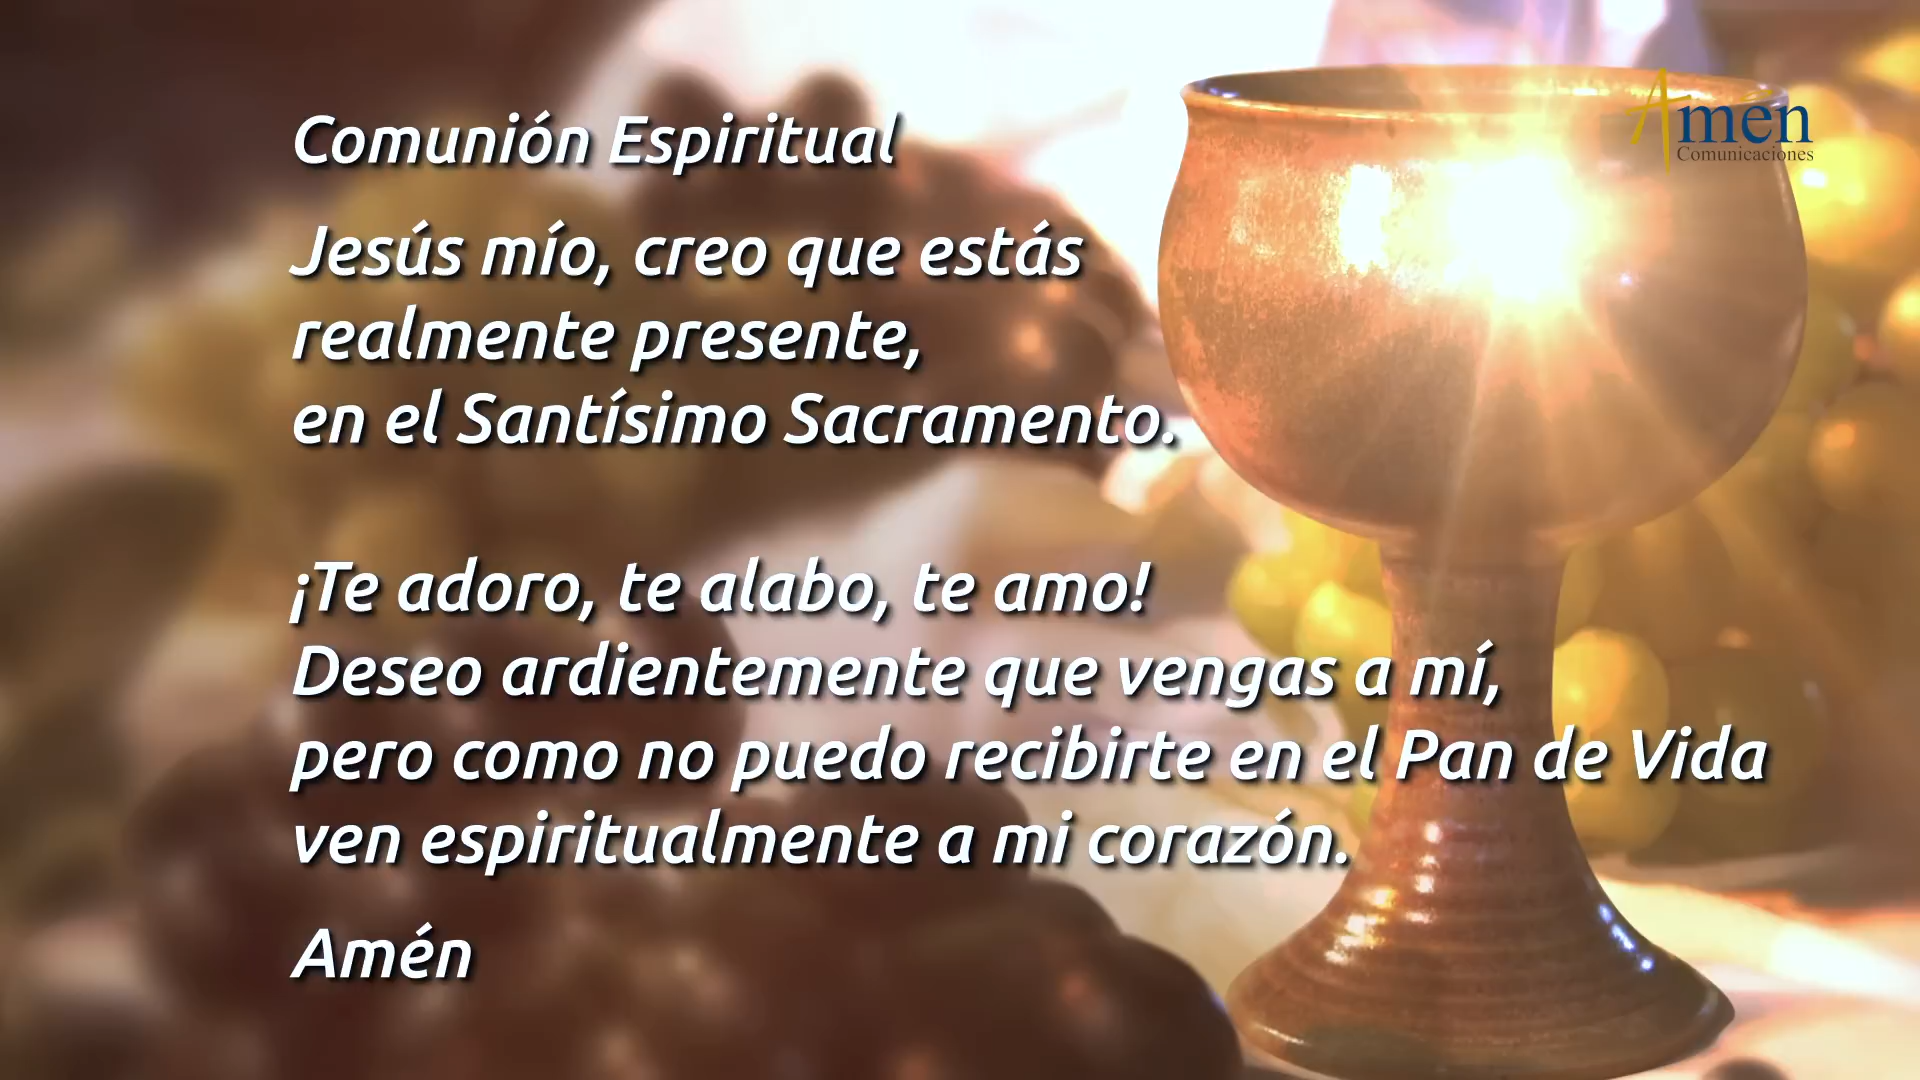 Amén
Comunicaciones
Comunión Espiritual
Jesús mío, creo que estás
realmente presente,
en el Santísimo Sacramento.
¡Te adoro, te alabo, te amo!
Deseo ardientemente que vengas a mí,
pero como no puedo recibirte en el Pan de Vida
ven espiritualmente a mi corazón.
Amén